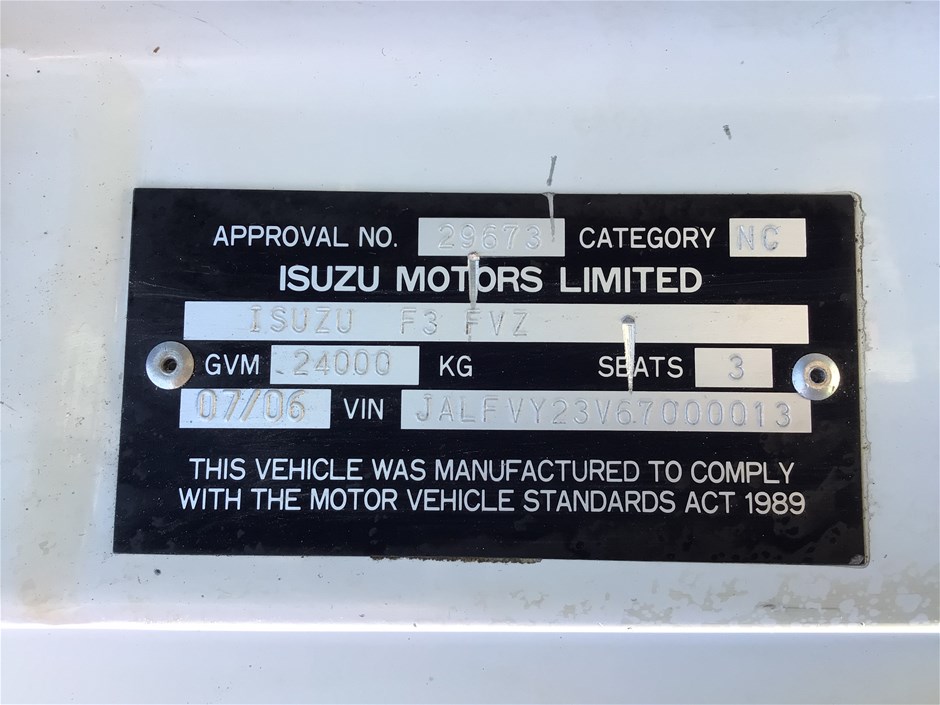 APPROVAL NO. 29673 CATEGORY NC
ISUZU MOTORS LIMITED
ISUZU F3 FVZ
GVM 24000 KG SEATS 3
07/06 VIN JALFVY23V67000013
THIS VEHICLE WAS MANUFACTURED TO COMPLY
WITH THE MOTOR VEHICLE STANDARDS ACT 1989